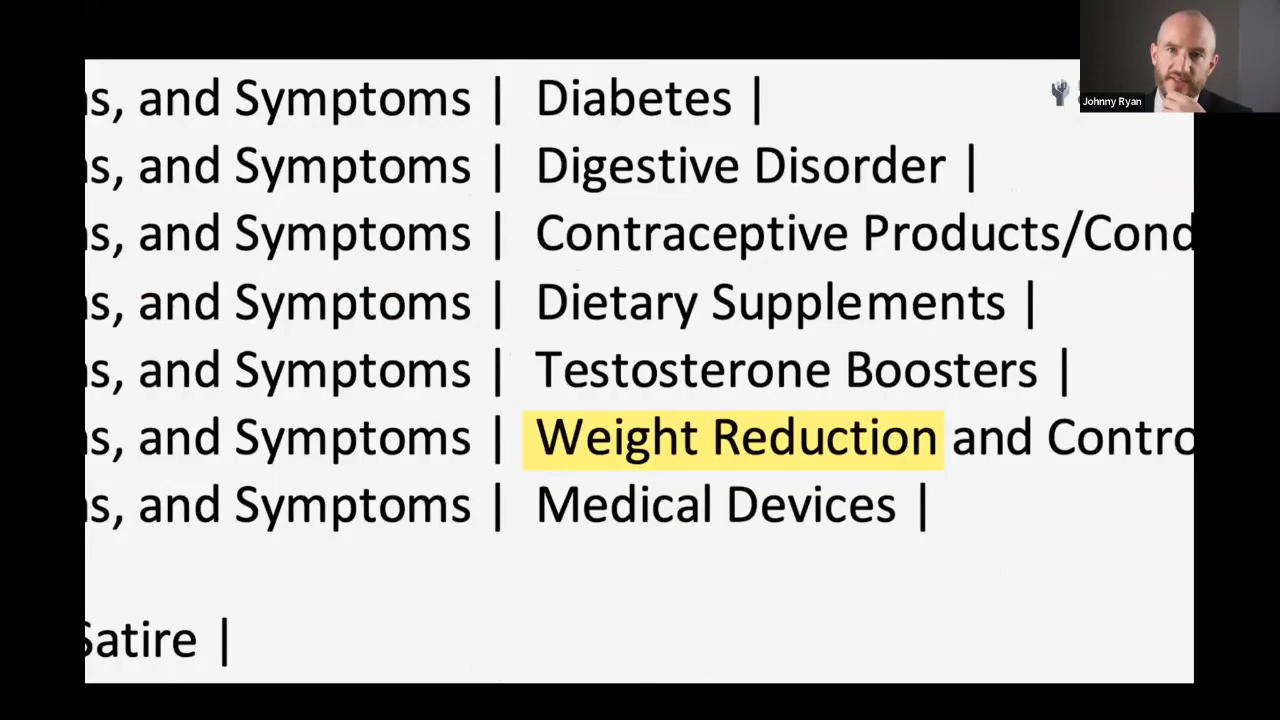 s, and Symptoms | Diabetes |
Johnny Ryan
s, and Symptoms | Digestive Disorder |
s, and Symptoms | Contraceptive Products/Cond
s, and Symptoms | Dietary Supplements |
s, and Symptoms | Testosterone Boosters |
s, and Symptoms | Weight Reduction and Contro
s, and Symptoms | Medical Devices |
Satire |